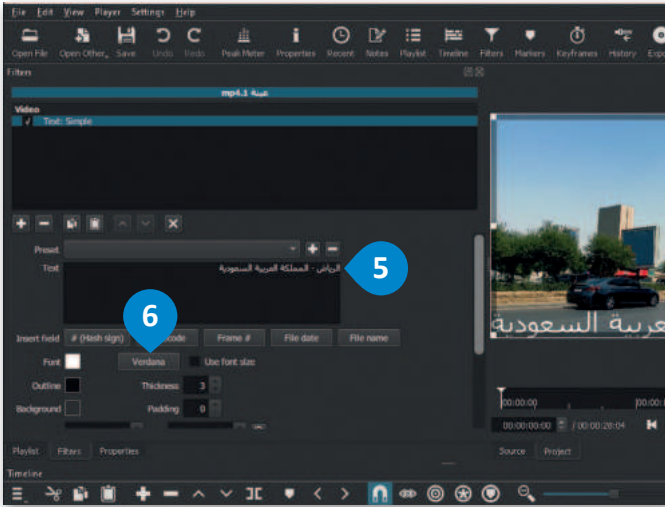 File Edit View Player Settings Help
Open File Open Other... Save Undo Redo Peak Meter Properties Recent Notes Playlist Timeline Filters Markers Keyframes History
Filters
عينة 1.mp4
Video
Text: Simple
Preset
Text
الرياض - المملكة العربية السعودية
5
6
Insert field # (Hash sign) Frame # File date File name
Font Verdana Use font size
Outline Thickness 3
Background Padding 0
العربية السعودية
00:00:00
00:00:00:00 / 00:00:20:04
Playlist Filters Properties
Source Project
Timeline